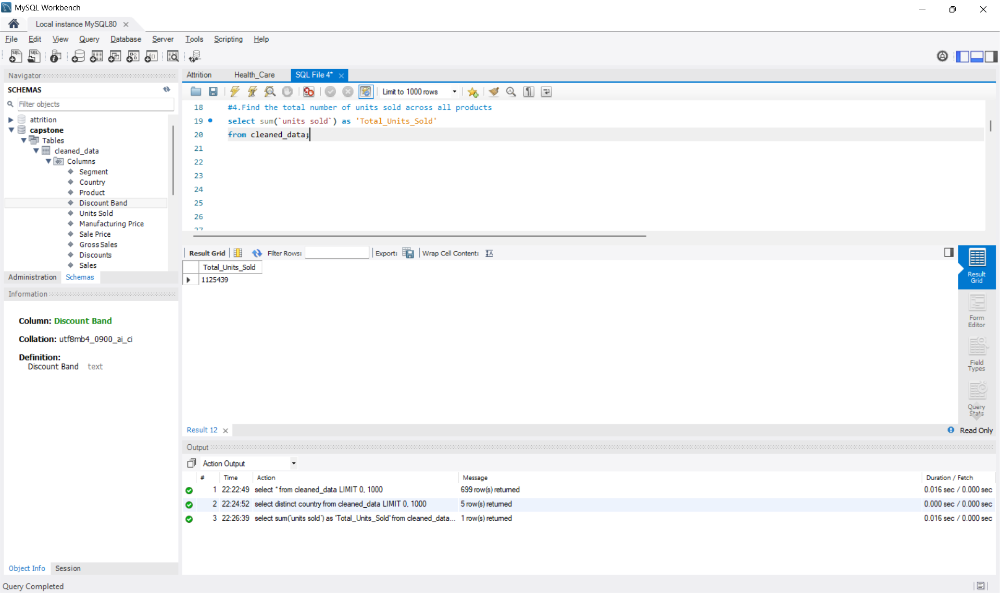 MySQL Workbench
Local instance MySQL80
File Edit View Query Database Server Tools Scripting Help
Navigator
SCHEMAS
Filter objects
attrition
capstone
Tables
cleaned_data
Columns
Segment
Country
Product
Discount Band
Units Sold
Manufacturing Price
Sale Price
Gross Sales
Discounts
Sales
Administration Schemas
Information
Column: Discount Band
Collation: utf8mb4_0900_ai_ci
Definition:
Discount Band text
Object Info Session
Attrition Health_Care SQL File 4*
Limit to 1000 rows
18 #4.Find the total number of units sold across all products
19 select sum(`units sold`) as 'Total_Units_Sold'
20 from cleaned_data;
21
22
23
24
25
26
27
Result Grid Filter Rows: Export: Wrap Cell Content:
Total_Units_Sold
1125439
Result Grid
Form Editor
Field Types
Query Stats
Result 12
Read Only
Output
Action Output
# Time Action Message Duration / Fetch
1 22:22:49 select * from cleaned_data LIMIT 0, 1000 699 row(s) returned 0.016 sec / 0.000 sec
2 22:24:52 select distinct country from cleaned_data LIMIT 0, 1000 5 row(s) returned 0.000 sec / 0.000 sec
3 22:26:39 select sum(`units sold`) as 'Total_Units_Sold' from cleaned_data... 1 row(s) returned 0.016 sec / 0.000 sec
Query Completed